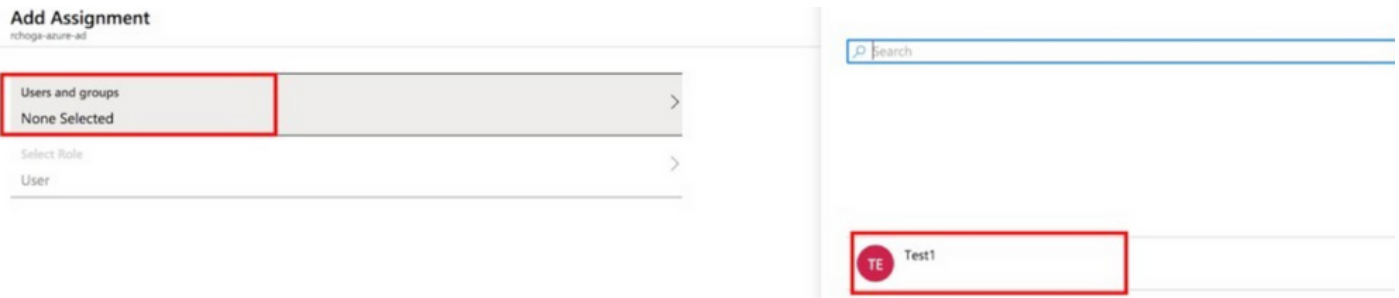 Add Assignment
rchoga-azure-ad
Users and groups
None Selected
Select Role
User
Search
TE
Test1